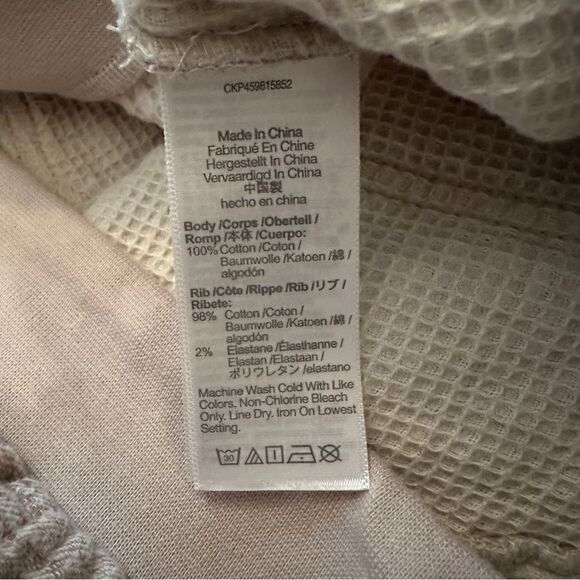 CKP459615852
Made In China
Fabriqué En Chine
Hergestellt In China
Vervaardigd In China
中国製
hecho en china
Body /Corps /Oberteil /
Romp /本体 /Cuerpo:
100% Cotton /Coton /
Baumwolle /Katoen /綿 /
algodón
Rib /Côte /Rippe /Rib /リブ /
Ribete:
98% Cotton /Coton /
Baumwolle /Katoen /綿 /
algodón
2% Elastane /Élasthanne /
Elastan /Elastaan /
ポリウレタン /elastano
Machine Wash Cold With Like
Colors. Non-Chlorine Bleach
Only. Line Dry. Iron On Lowest
Setting.
30